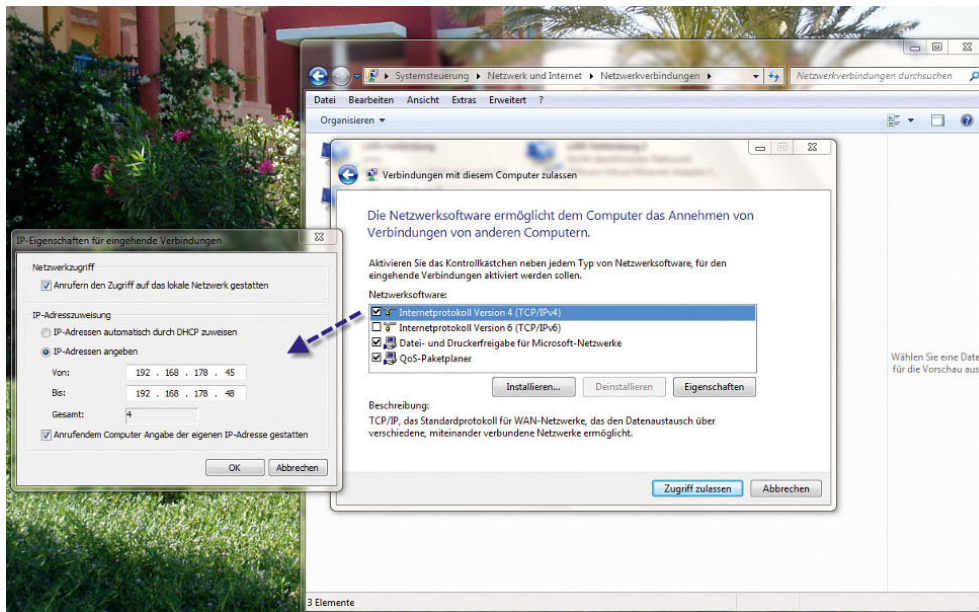 Systemsteuerung ▸ Netzwerk und Internet ▸ Netzwerkverbindungen ▸
Netzwerkverbindungen durchsuchen
Datei Bearbeiten Ansicht Extras Erweitert ?
Organisieren
LAN-Verbindung
LAN-Verbindung 2
Verbindungen mit diesem Computer zulassen
Die Netzwerksoftware ermöglicht dem Computer das Annehmen von
Verbindungen von anderen Computern.
Aktivieren Sie das Kontrollkästchen neben jedem Typ von Netzwerksoftware, für den
eingehende Verbindungen aktiviert werden sollen.
Netzwerksoftware:
Internetprotokoll Version 4 (TCP/IPv4)
Internetprotokoll Version 6 (TCP/IPv6)
Datei- und Druckerfreigabe für Microsoft-Netzwerke
QoS-Paketplaner
Installieren... Deinstallieren Eigenschaften
Beschreibung:
TCP/IP, das Standardprotokoll für WAN-Netzwerke, das den Datenaustausch über
verschiedene, miteinander verbundene Netzwerke ermöglicht.
Zugriff zulassen Abbrechen
Wählen Sie eine Date
für die Vorschau aus
3 Elemente
IP-Eigenschaften für eingehende Verbindungen
Netzwerkzugriff
Anrufern den Zugriff auf das lokale Netzwerk gestatten
IP-Adresszuweisung
IP-Adressen automatisch durch DHCP zuweisen
IP-Adressen angeben
Von: 192 . 168 . 178 . 45
Bis: 192 . 168 . 178 . 48
Gesamt: 4
Anrufendem Computer Angabe der eigenen IP-Adresse gestatten
OK Abbrechen